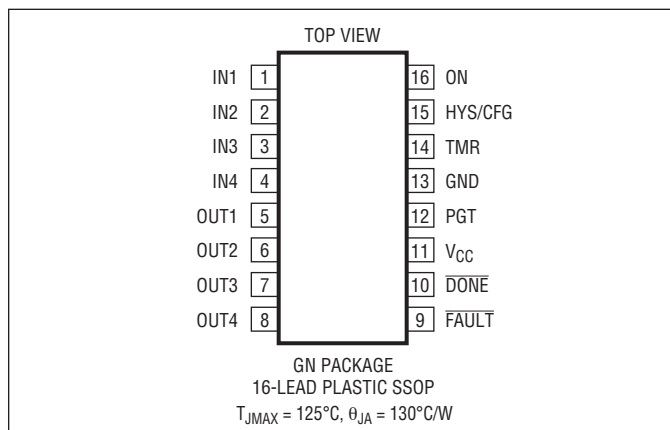 TOP VIEW
IN1 1 16 ON
IN2 2 15 HYS/CFG
IN3 3 14 TMR
IN4 4 13 GND
OUT1 5 12 PGT
OUT2 6 11 VCC
OUT3 7 10 DONE
OUT4 8 9 FAULT
GN PACKAGE
16-LEAD PLASTIC SSOP
TJMAX = 125°C, θJA = 130°C/W